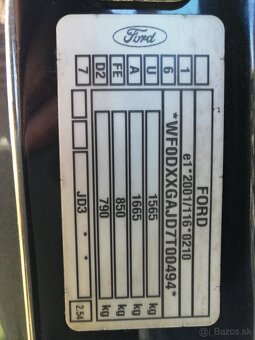 Ford
FORD
e1*2001/116*0210
*WF0DXXGAJD7T00494*
1565 kg
1665 kg
850 kg
790 kg
1
6
U
A
FE
D2
7
JD3
* *
2.54
Bazos.sk